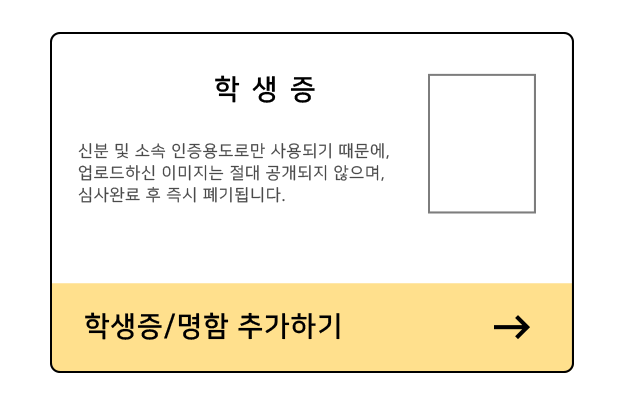 학 생 증
신분 및 소속 인증용도로만 사용되기 때문에,
업로드하신 이미지는 절대 공개되지 않으며,
심사완료 후 즉시 폐기됩니다.
학생증/명함 추가하기